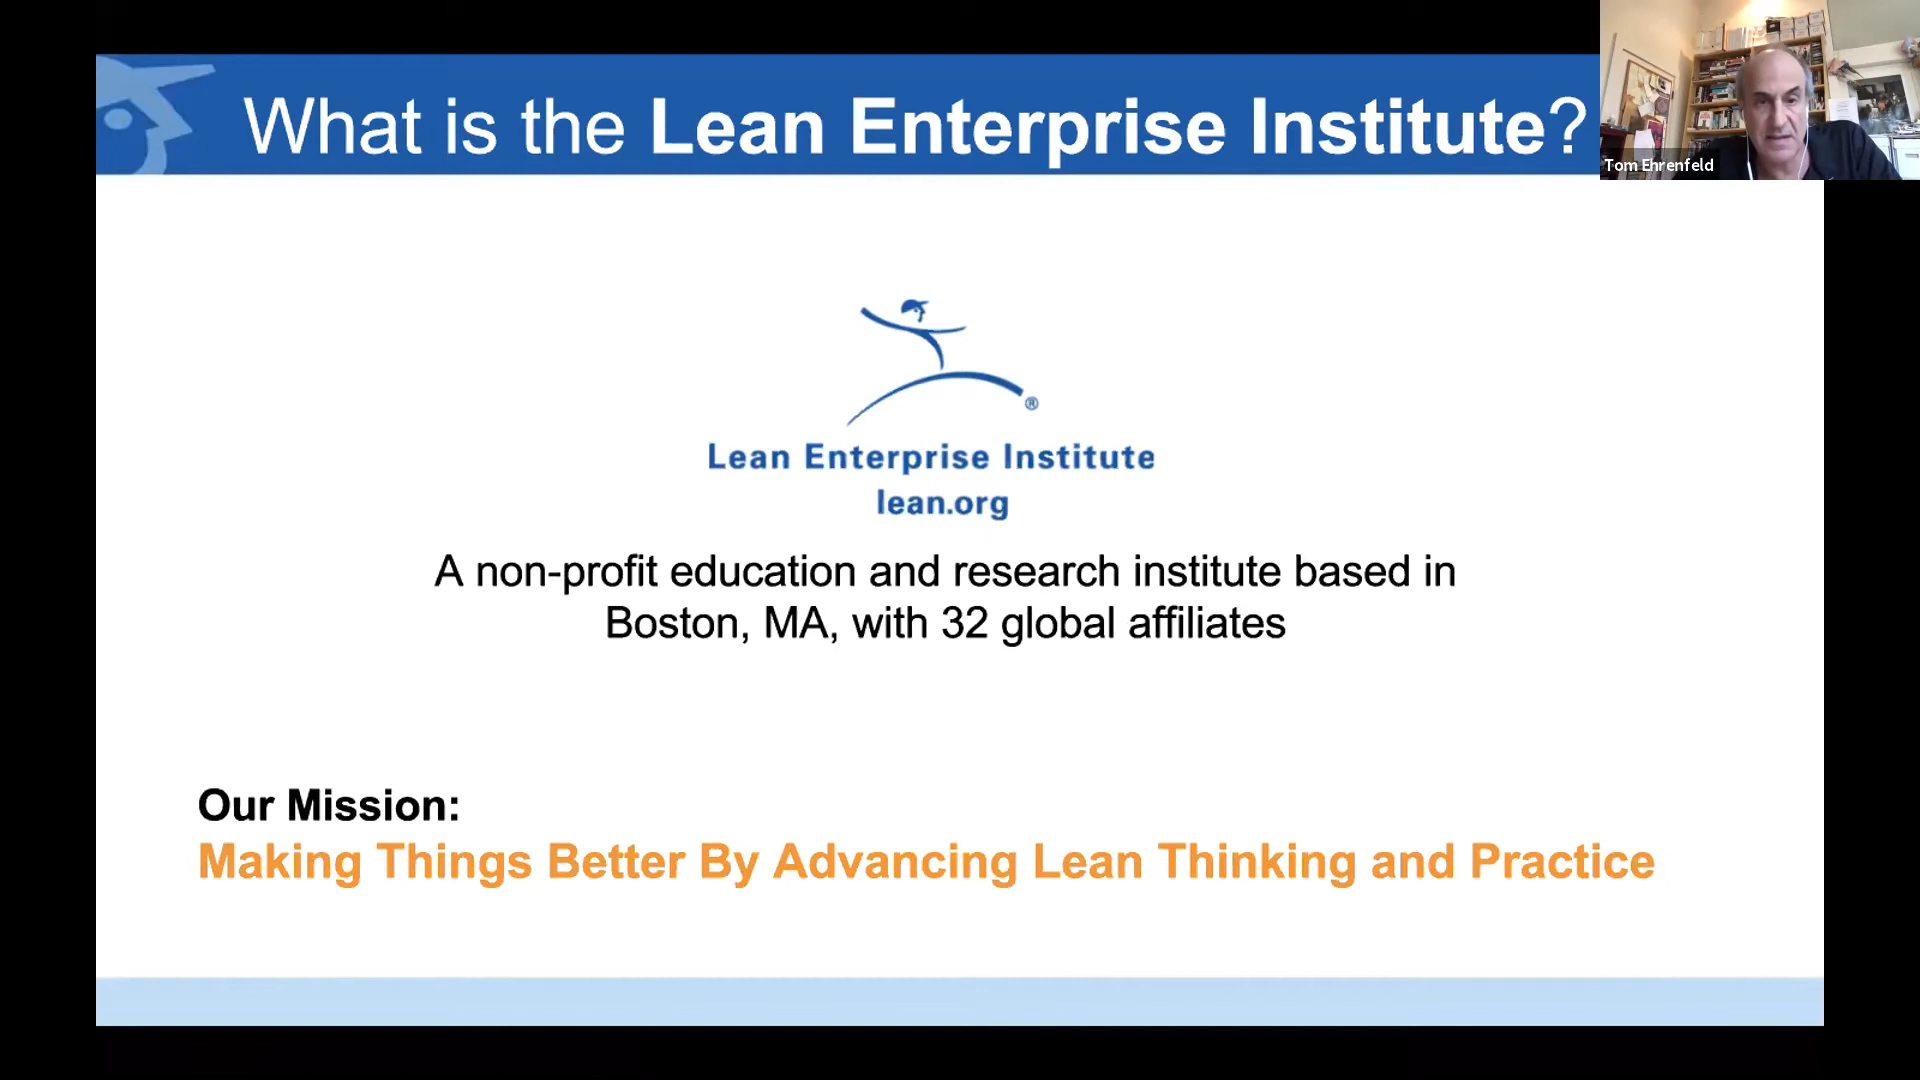 What is the Lean Enterprise Institute?
Tom Ehrenfeld
®
Lean Enterprise Institute
lean.org
A non-profit education and research institute based in
Boston, MA, with 32 global affiliates
Our Mission:
Making Things Better By Advancing Lean Thinking and Practice